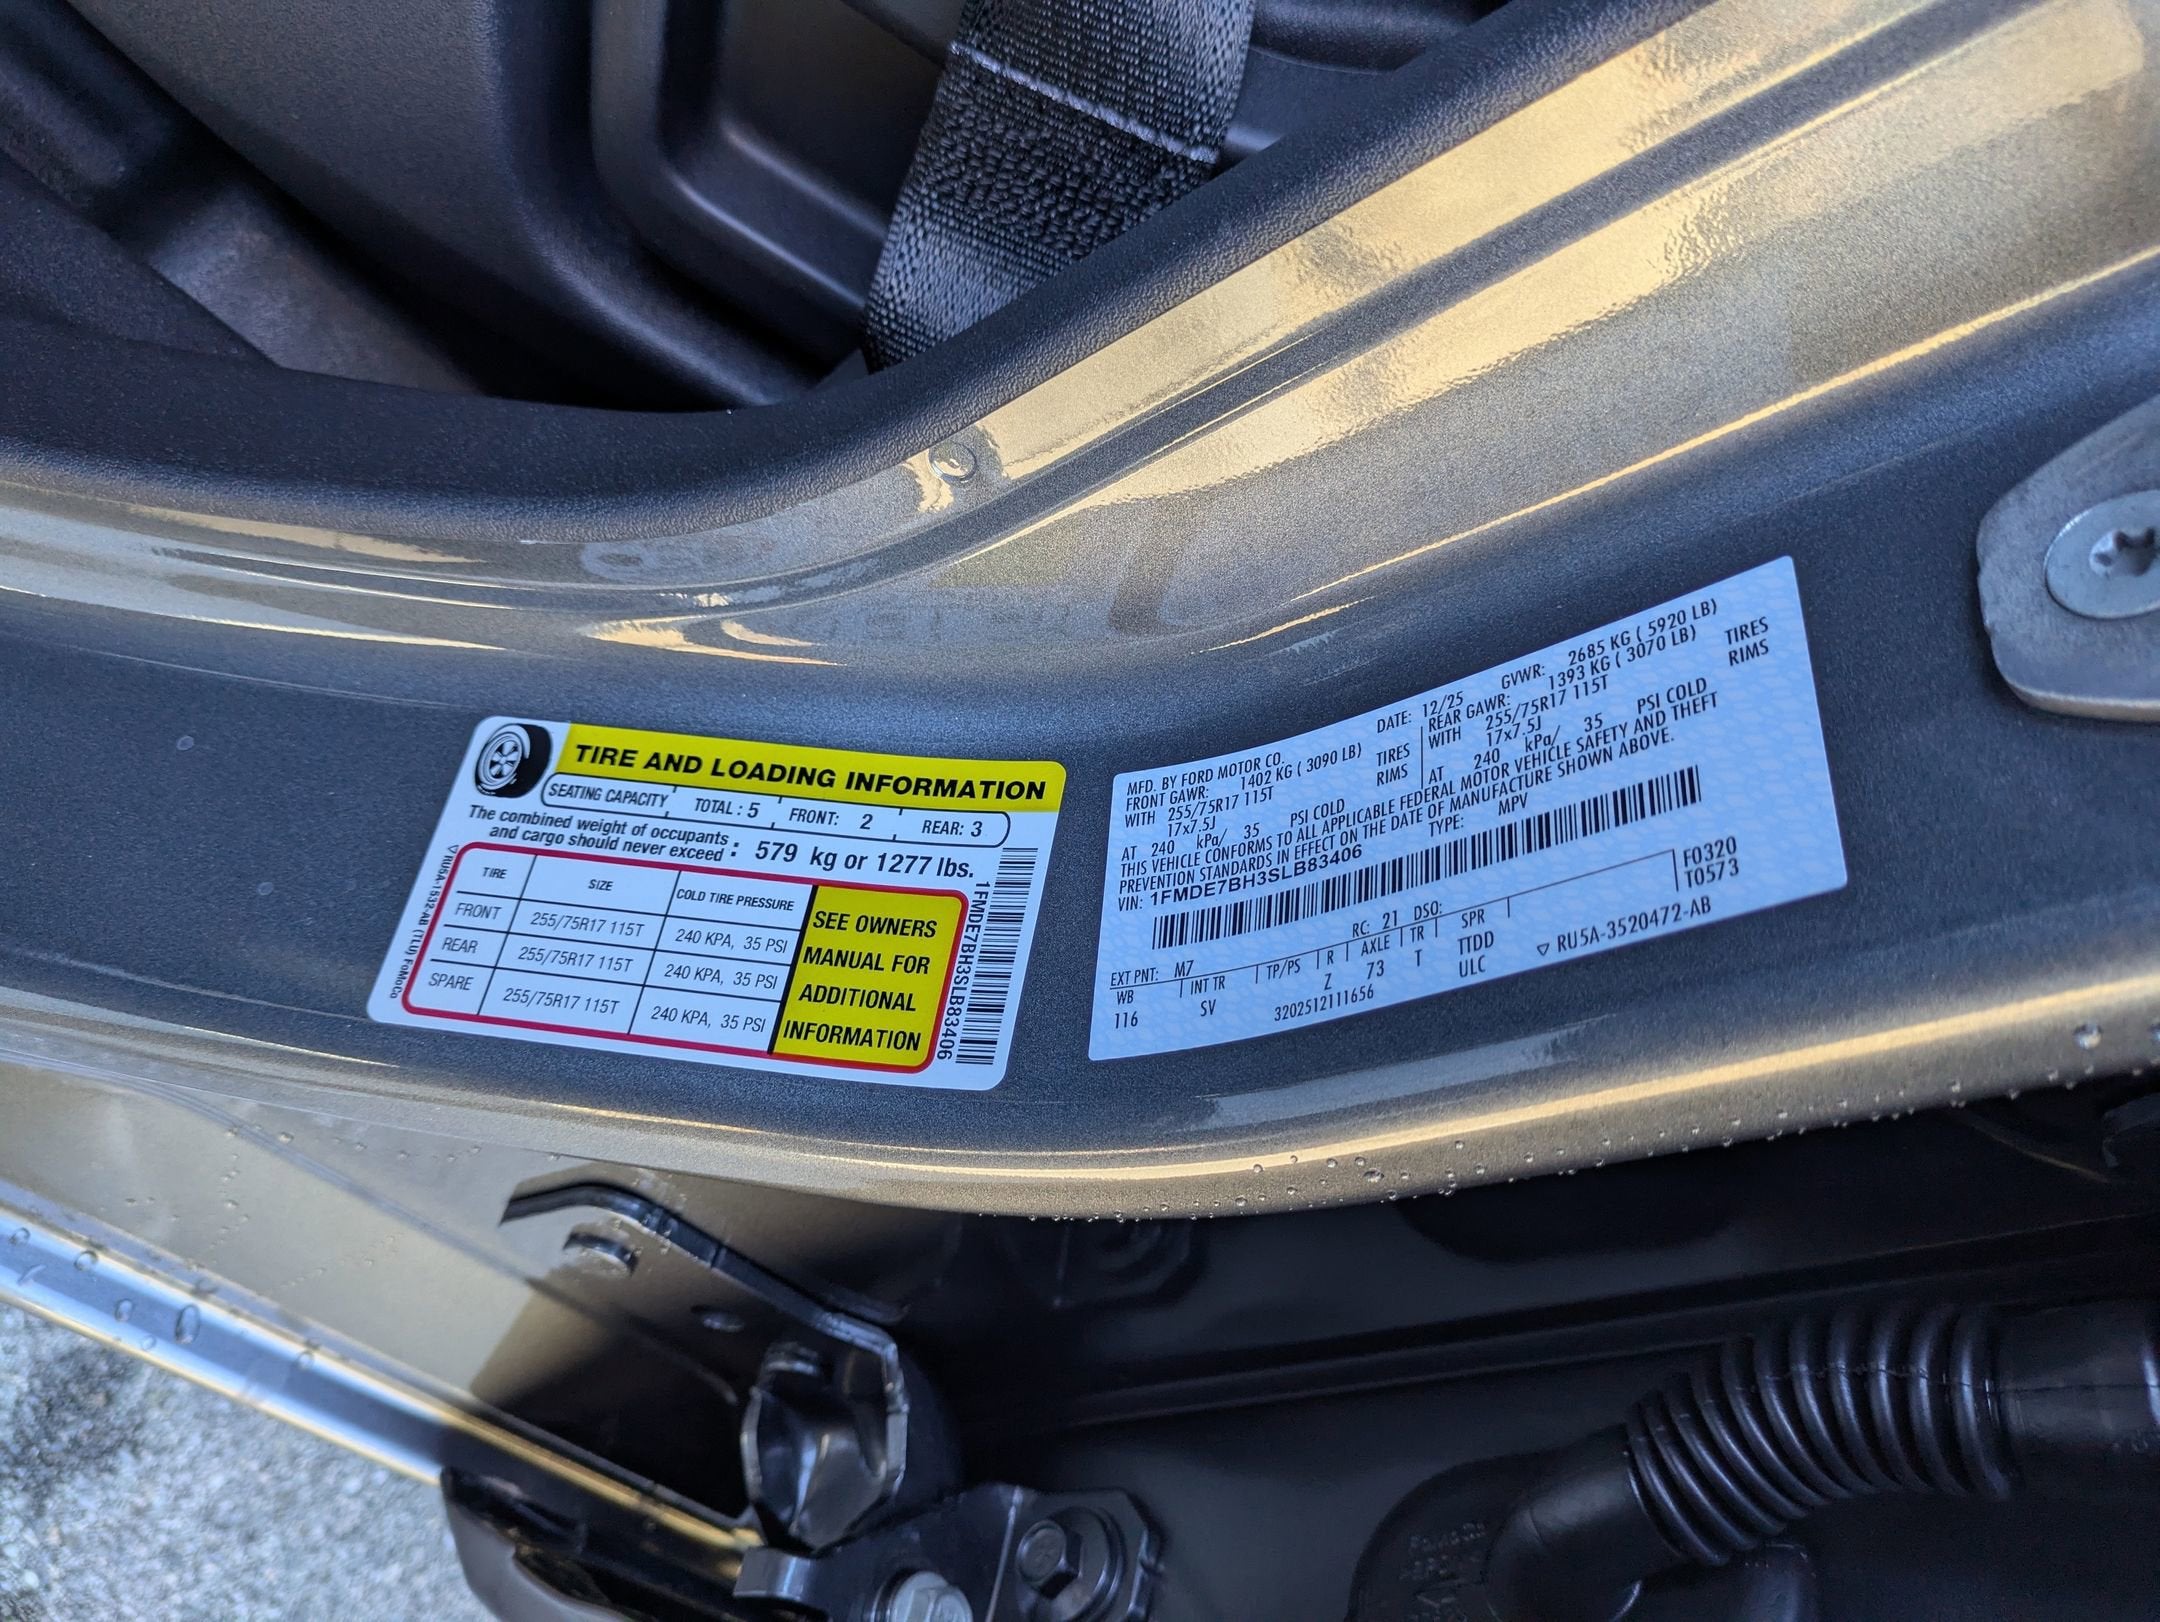 TIRE AND LOADING INFORMATION
SEATING CAPACITY TOTAL : 5 FRONT: 2 REAR: 3
The combined weight of occupants
and cargo should never exceed : 579 kg or 1277 lbs.
TIRE SIZE COLD TIRE PRESSURE
FRONT 255/75R17 115T 240 KPA, 35 PSI
REAR 255/75R17 115T 240 KPA, 35 PSI
SPARE 255/75R17 115T 240 KPA, 35 PSI
SEE OWNERS
MANUAL FOR
ADDITIONAL
INFORMATION
RU5A-1532-AB (TLU) FoMoCo
1FMDE7BH3SLB83406
MFD. BY FORD MOTOR CO. DATE: 12/25 GVWR: 2685 KG ( 5920 LB)
FRONT GAWR: 1402 KG ( 3090 LB) REAR GAWR: 1393 KG ( 3070 LB)
WITH 255/75R17 115T TIRES WITH 255/75R17 115T TIRES
17x7.5J RIMS 17x7.5J RIMS
AT 240 kPa/ 35 PSI COLD AT 240 kPa/ 35 PSI COLD
THIS VEHICLE CONFORMS TO ALL APPLICABLE FEDERAL MOTOR VEHICLE SAFETY AND THEFT
PREVENTION STANDARDS IN EFFECT ON THE DATE OF MANUFACTURE SHOWN ABOVE.
VIN: 1FMDE7BH3SLB83406 TYPE: MPV
F0320
T0573
EXT PNT: M7 RC: 21 DSO:
WB INT TR TP/PS R AXLE TR SPR
116 SV Z 73 T TTDD
ULC
3202512111656
RU5A-3520472-AB